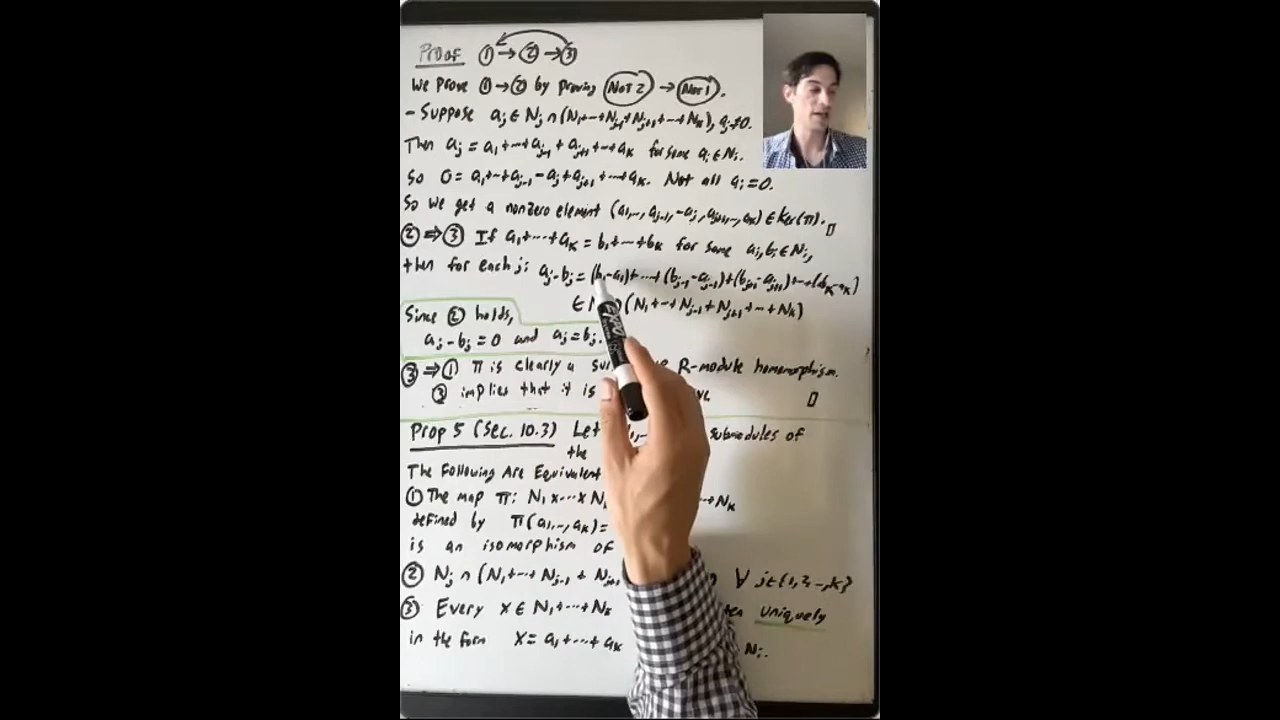 Proof ① → ② → ③
We prove ① → ② by proving Not 2 → Not 1.
- Suppose aⱼ ∈ Nⱼ ∩ (N₁+⋯+Nⱼ₋₁+Nⱼ₊₁+⋯+Nₖ), aⱼ≠0.
Then aⱼ = a₁+⋯+aⱼ₋₁ + aⱼ₊₁+⋯+aₖ for some aᵢ∈Nᵢ.
So 0 = a₁+⋯+aⱼ₋₁ - aⱼ + aⱼ₊₁ +⋯+aₖ. Not all aᵢ=0.
So we get a nonzero element (a₁,⋯,aⱼ₋₁,-aⱼ,aⱼ₊₁,⋯,aₖ) ∈ Ker(π). ▯
② ⇒ ③ If a₁+⋯+aₖ = b₁+⋯+bₖ for some aᵢ,bᵢ∈Nᵢ,
then for each j: aⱼ-bⱼ = (b₁-a₁)+⋯+(bⱼ₋₁-aⱼ₋₁)+(bⱼ₊₁-aⱼ₊₁)+⋯+(bₖ-aₖ)
∈ (N₁+⋯+Nⱼ₋₁+Nⱼ₊₁+⋯+Nₖ)
Since ② holds,
aⱼ-bⱼ=0 and aⱼ=bⱼ.
③ ⇒ ① π is clearly a R-module homomorphism.
③ implies that it is ▯
Prop 5 (Sec. 10.3) Let submodules of
the
The Following Are Equivalent
① The map π: N₁ x⋯x Nₖ
defined by π(a₁,⋯,aₖ)=
is an isomorphism of
② Nⱼ ∩ (N₁+⋯+Nⱼ₋₁ + Nⱼ₊₁ ∀ j∈{1,2,⋯,k}
③ Every x ∈ N₁+⋯+Nₖ uniquely
in the form x = a₁+⋯+aₖ Nᵢ.
EXPO